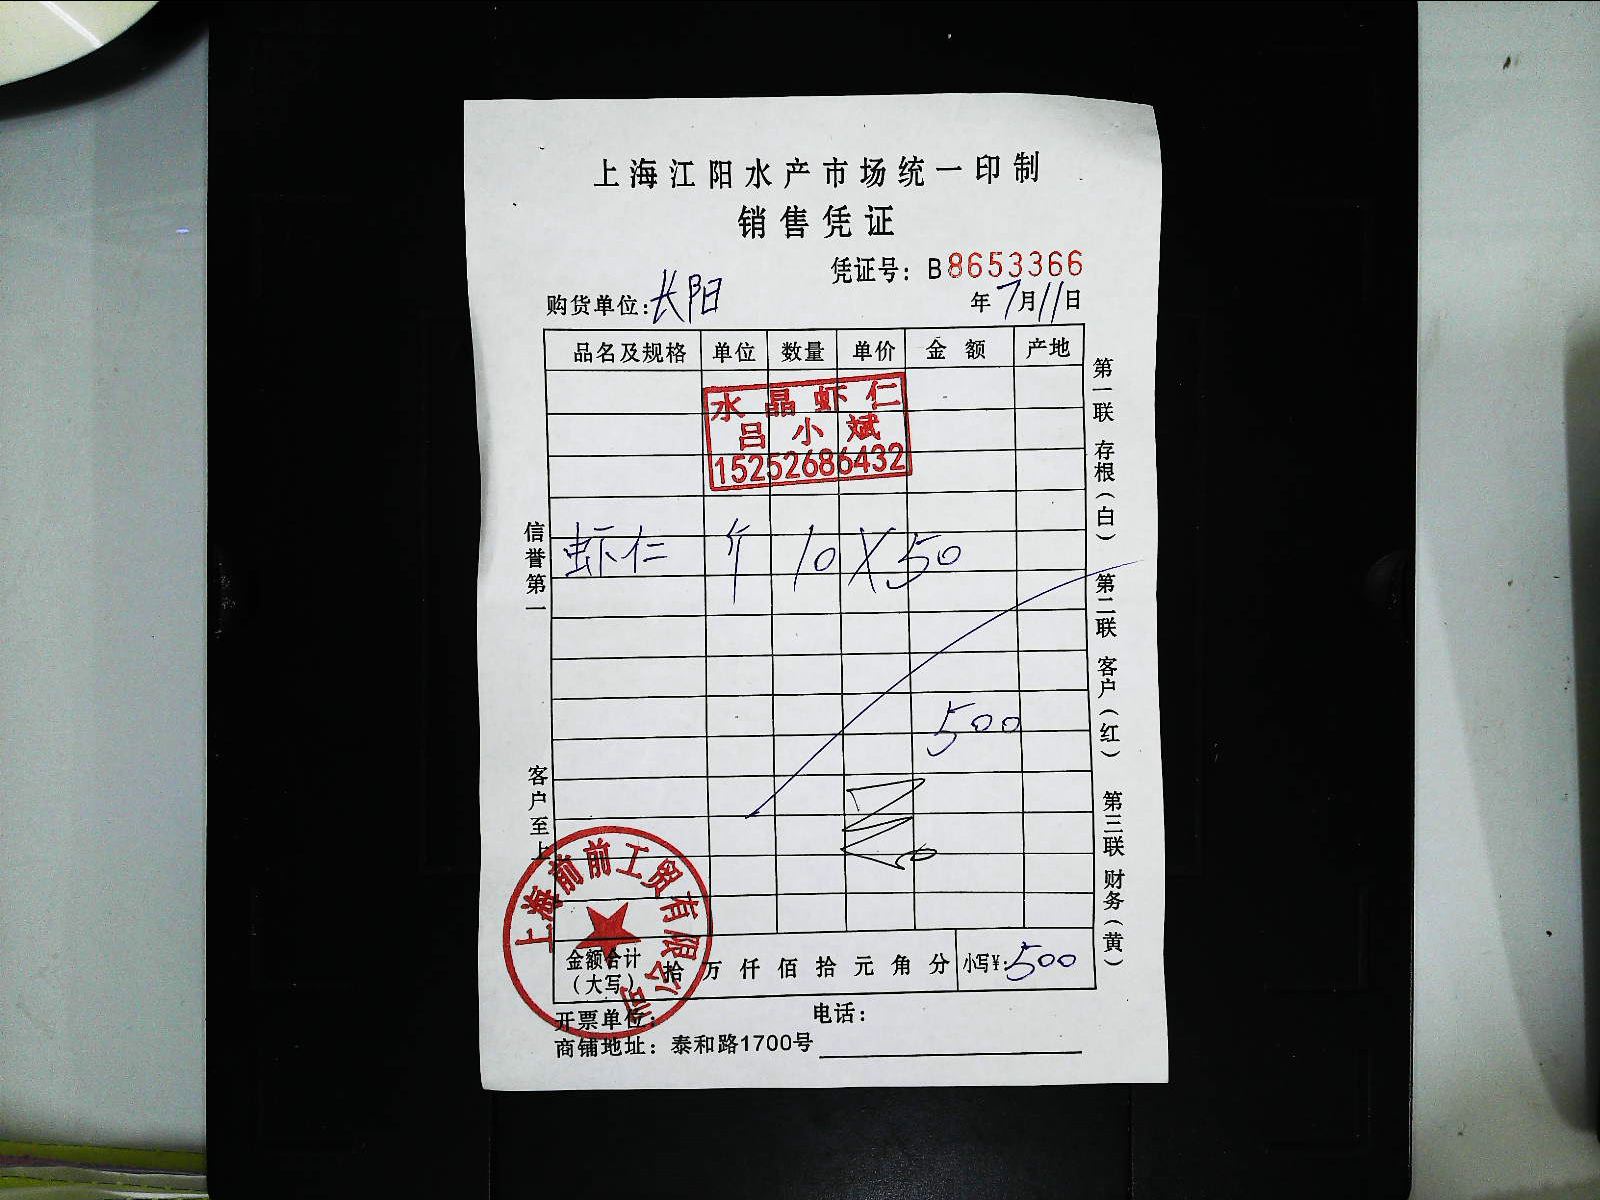 上海江阳水产市场统一印制
销售凭证
凭证号：B8653366
购货单位：长阳 年7月11日
品名及规格 单位 数量 单价 金额 产地
水晶虾仁
吕小斌
15252686432
虾仁 斤 10 X 50
500
金额合计（大写） 拾 万 仟 佰 拾 元 角 分 小写¥：500
开票单位： 电话：
商铺地址：泰和路1700号
信誉第一 客户至上
第一联 存根（白） 第二联 客户（红） 第三联 财务（黄）
上海前前工贸有限公司